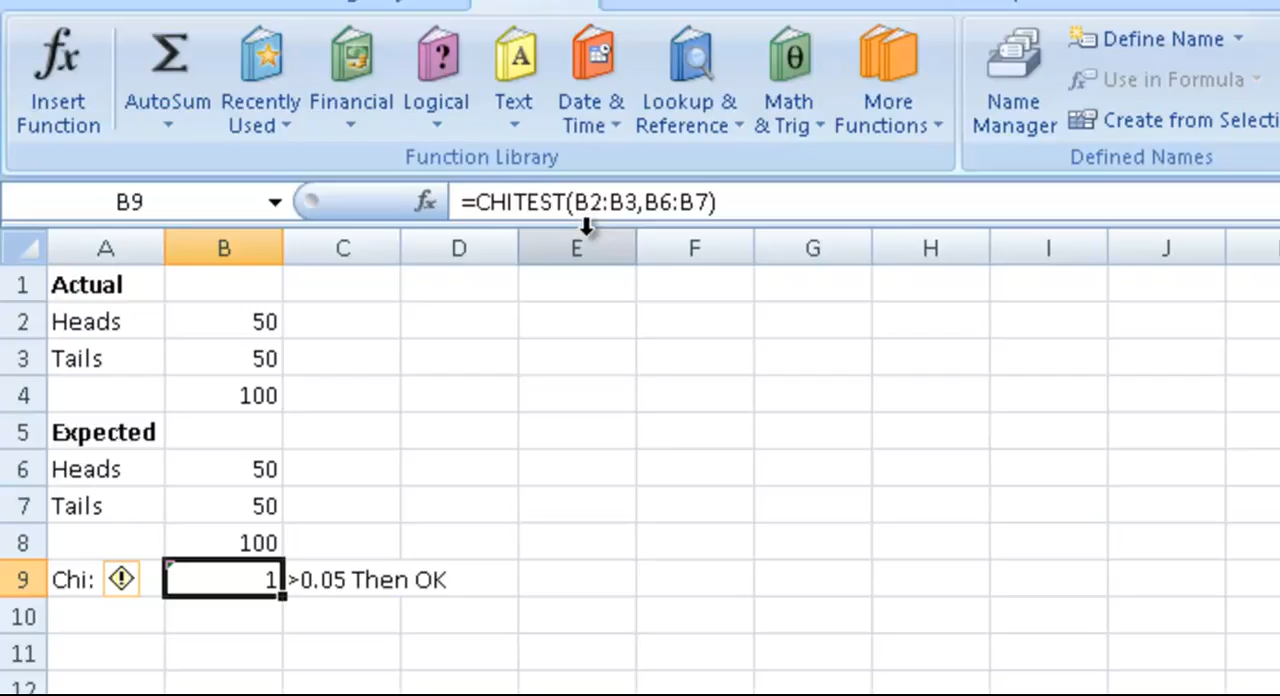 fx Σ ? A θ
Insert Function AutoSum Recently Used Financial Logical Text Date & Time Lookup & Reference Math & Trig More Functions Name Manager
Define Name
Use in Formula
Create from Selecti
Function Library Defined Names
B9 fx =CHITEST(B2:B3,B6:B7)
A B C D E F G H I J
1 Actual
2 Heads 50
3 Tails 50
4 100
5 Expected
6 Heads 50
7 Tails 50
8 100
9 Chi: ! 1 >0.05 Then OK
10
11
12